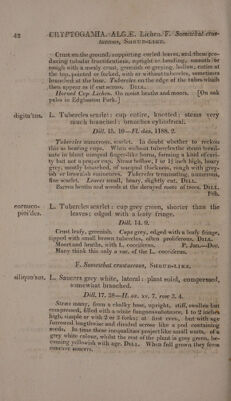 42 CRYPTOGAMIA. ALGÆ. Lichen. F. Somewhat crus-
taceous, SHRUB-LIKE.
Crust on the ground, supporting curled leaves, and these pro-
ducing tubular fructifications, upright or bending, smooth or
rough with a mealy crust, greenish or greyish, hollow, entire at
the top, pointed or forked, with or without tubercles, sometimes
branched at the base. Tubercles on the edge of the tubes which
then appear as if cut across. DILL.
Horned Cup Lichen. On moist heaths and moors. [On oak
pales in Edgbaston Park.]
digita'tus. L. Tubercles scarlet: cup entire, knotted: stems very
much branched: branches cylindrical.
Dill. 15. 19—Fl. dan. 1188. 2.
Tubercles numerous, scarlet. In doubt whether to reckon
this as bearing cups. When without tubercles the stems termi-
nate in blunt unequal finger-like horns, forming a kind of cavi-
ty but not a proper cup. Stems hollow, 1 or 1½ inch high, hoary
grey, mostly branched, of unequal thickness, rough with grey-
ish or brownish eminences. Tubercles terminating, numerous,
fine scarlet. Leaves small, hoary, slightly cut. DILL.
Barren heaths and woods at the decayed roots of trees. DILL.
Feb.
cornuco-
pioi'des. L. Tubercles scarlet: cup grey green, shorter than the
leaves; edged with a leafy fringe.
Dill. 14. 9.
Crust leafy, greenish. Cups grey, edged with a leafy fringe,
tipped with small brown tubercles, often proliferous. DILL.
Moors and heaths, with L. cocciferus. P. Jan.—Dec.
Many think this only a var. of the L. cocciferus.
F. Somewhat crustaceous, SHRUB-LIKE.
siliquo'sus. L. Saucers grey white, lateral: plant solid, compressed,
somewhat branched.
Dill. 17. 38—H. ox. xv. 7, row 3. 4.
Stems many, from a chalky base, upright, stiff, swollen but
compressed, filled with a white fungous substance, 1 to 2 inches
high, simple or with 2 or 3 forks; at first even, but with age
furrowed lengthwise and divided across like a pod containing
seeds. In time these inequalities project like small warts, of a
grey white colour, whilst the rest of the plant is grey green, be-
coming yellowish with age. DILL. When full grown they form
concave saucers.